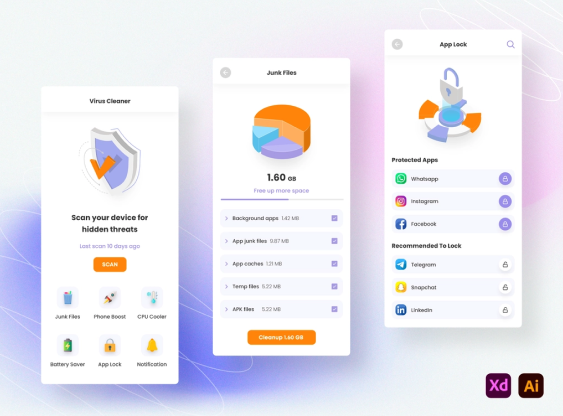 Virus Cleaner
Scan your device for
hidden threats
Last scan 10 days ago
SCAN
Junk Files
Phone Boost
CPU Cooler
Battery Saver
App Lock
Notification
Junk Files
1.60 GB
Free up more space
Background apps 1.42 MB
App junk files 9.87 MB
App caches 1.21 MB
Temp files 5.22 MB
APK files 5.22 MB
Cleanup 1.60 GB
App Lock
Protected Apps
Whatsapp
Instagram
Facebook
Recommended To Lock
Telegram
Snapchat
LinkedIn
Xd
Ai